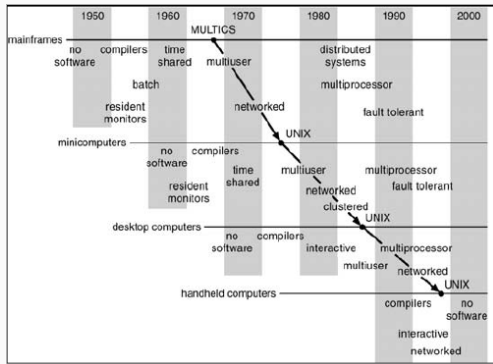 1950 1960 1970 1980 1990 2000
MULTICS
mainframes
no software compilers time shared multiuser distributed systems
batch multiprocessor
resident monitors networked fault tolerant
UNIX
minicomputers
no software compilers
resident monitors time shared multiuser multiprocessor
networked fault tolerant
clustered
UNIX
desktop computers
no software compilers interactive multiprocessor
multiuser networked
UNIX
handheld computers
compilers no software
interactive
networked